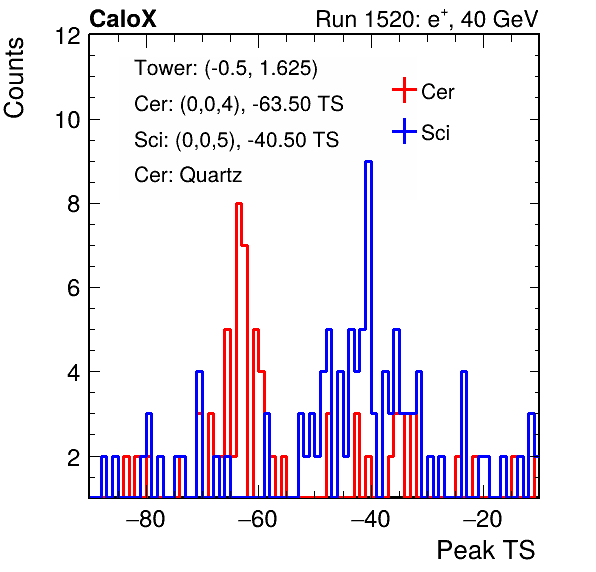 CaloX
Run 1520: e⁺, 40 GeV
Counts
12
10
8
6
4
2
Tower: (-0.5, 1.625)
Cer: (0,0,4), -63.50 TS
Sci: (0,0,5), -40.50 TS
Cer: Quartz
Cer
Sci
−80
−60
−40
−20
Peak TS